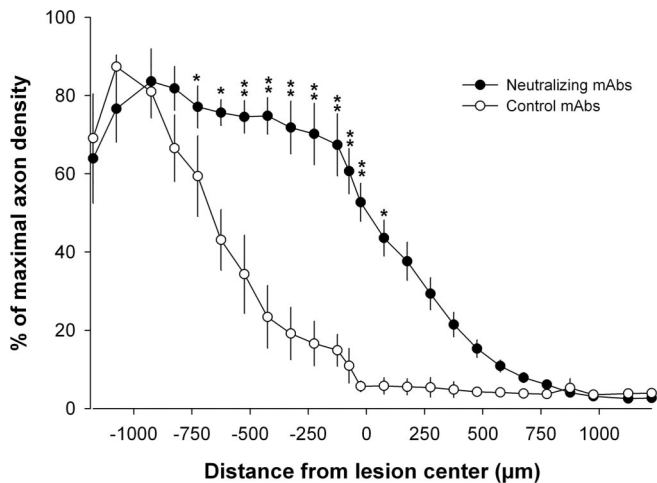 % of maximal axon density
100
80
60
40
20
0
* * ** ** ** ** ** ** ** *
Neutralizing mAbs
Control mAbs
-1000 -750 -500 -250 0 250 500 750 1000
Distance from lesion center (µm)